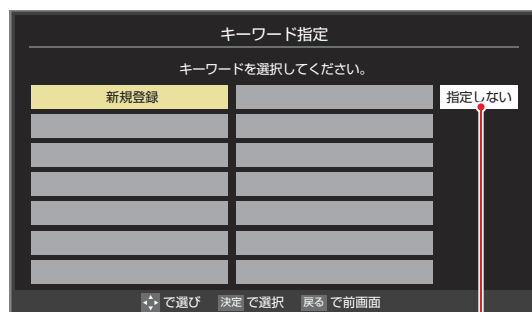 キーワード指定
キーワードを選択してください。
新規登録
指定しない
で選び 決定 で選択 戻る で前画面